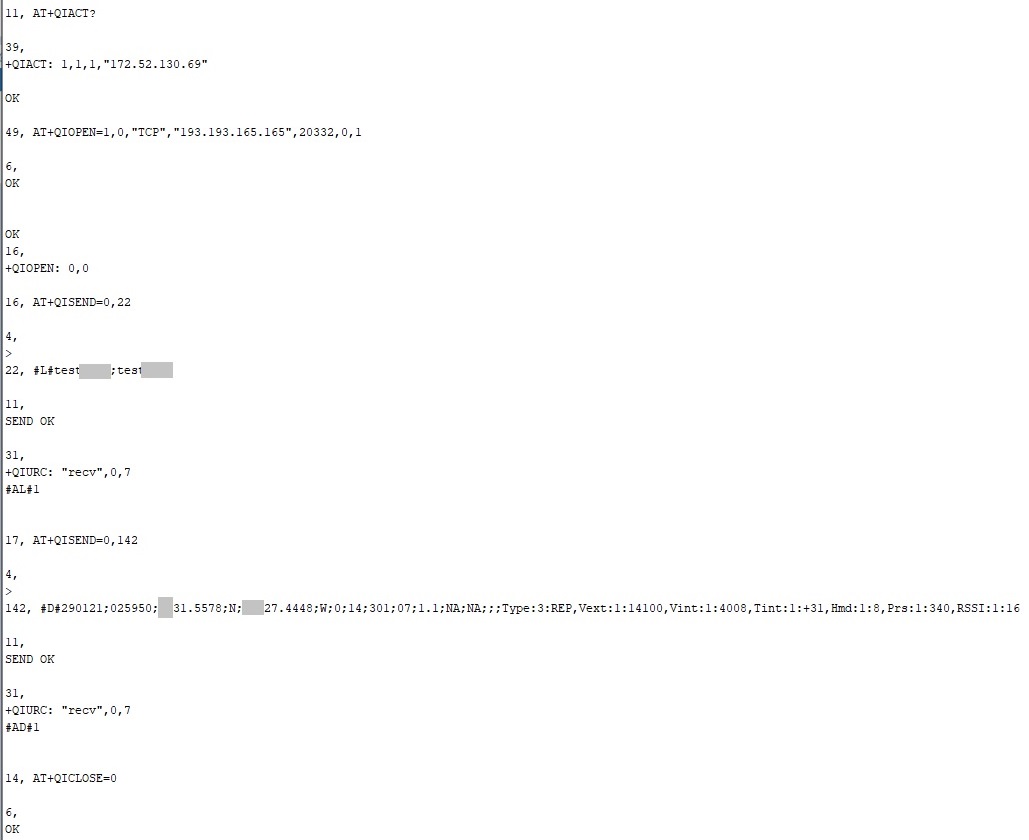 11, AT+QIACT?
39,
+QIACT: 1,1,1,"172.52.130.69"
OK
49, AT+QIOPEN=1,0,"TCP","193.193.165.165",20332,0,1
6,
OK
OK
16,
+QIOPEN: 0,0
16, AT+QISEND=0,22
4,
>
22, #L#test ;test
11,
SEND OK
31,
+QIURC: "recv",0,7
#AL#1
17, AT+QISEND=0,142
4,
>
142, #D#290121;025950; 31.5578;N; 27.4448;W;0;14;301;07;1.1;NA;NA;;;Type:3:REP,Vext:1:14100,Vint:1:4008,Tint:1:+31,Hmd:1:8,Prs:1:340,RSSI:1:16
11,
SEND OK
31,
+QIURC: "recv",0,7
#AD#1
14, AT+QICLOSE=0
6,
OK